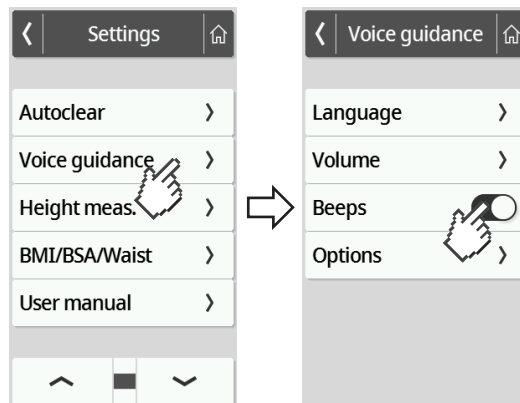 Settings
Autoclear
Voice guidance
Height meas.
BMI/BSA/Waist
User manual
Voice guidance
Language
Volume
Beeps
Options